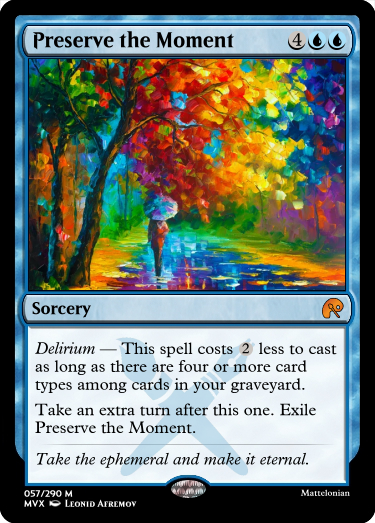 Preserve the Moment 4
Sorcery
Delirium — This spell costs 2 less to cast
as long as there are four or more card
types among cards in your graveyard.
Take an extra turn after this one. Exile
Preserve the Moment.
Take the ephemeral and make it eternal.
057/290 M
MVX Leonid Afremov
Mattelonian